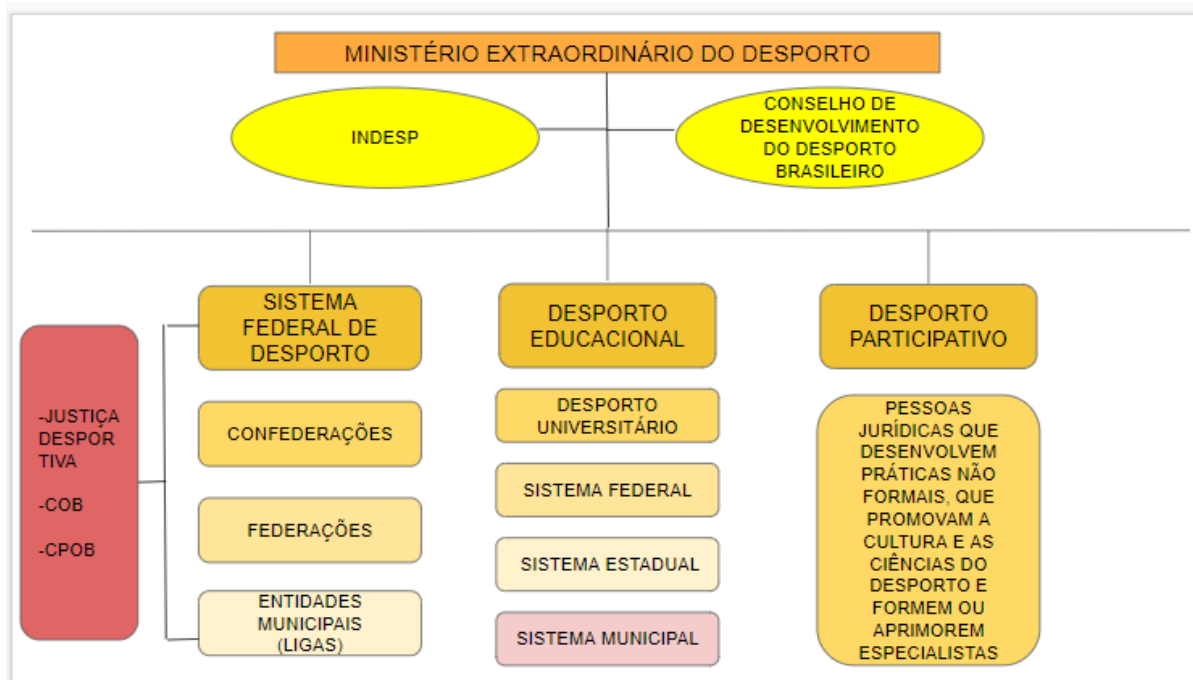 MINISTÉRIO EXTRAORDINÁRIO DO DESPORTO
INDESP
CONSELHO DE
DESENVOLVIMENTO
DO DESPORTO
BRASILEIRO
SISTEMA
FEDERAL DE
DESPORTO
DESPORTO
EDUCACIONAL
DESPORTO
PARTICIPATIVO
-JUSTIÇA
DESPOR
TIVA
-COB
-CPOB
CONFEDERAÇÕES
FEDERAÇÕES
ENTIDADES
MUNICIPAIS
(LIGAS)
DESPORTO
UNIVERSITÁRIO
SISTEMA FEDERAL
SISTEMA ESTADUAL
SISTEMA MUNICIPAL
PESSOAS
JURÍDICAS QUE
DESENVOLVEM
PRÁTICAS NÃO
FORMAIS, QUE
PROMOVAM A
CULTURA E AS
CIÊNCIAS DO
DESPORTO E
FORMEM OU
APRIMOREM
ESPECIALISTAS